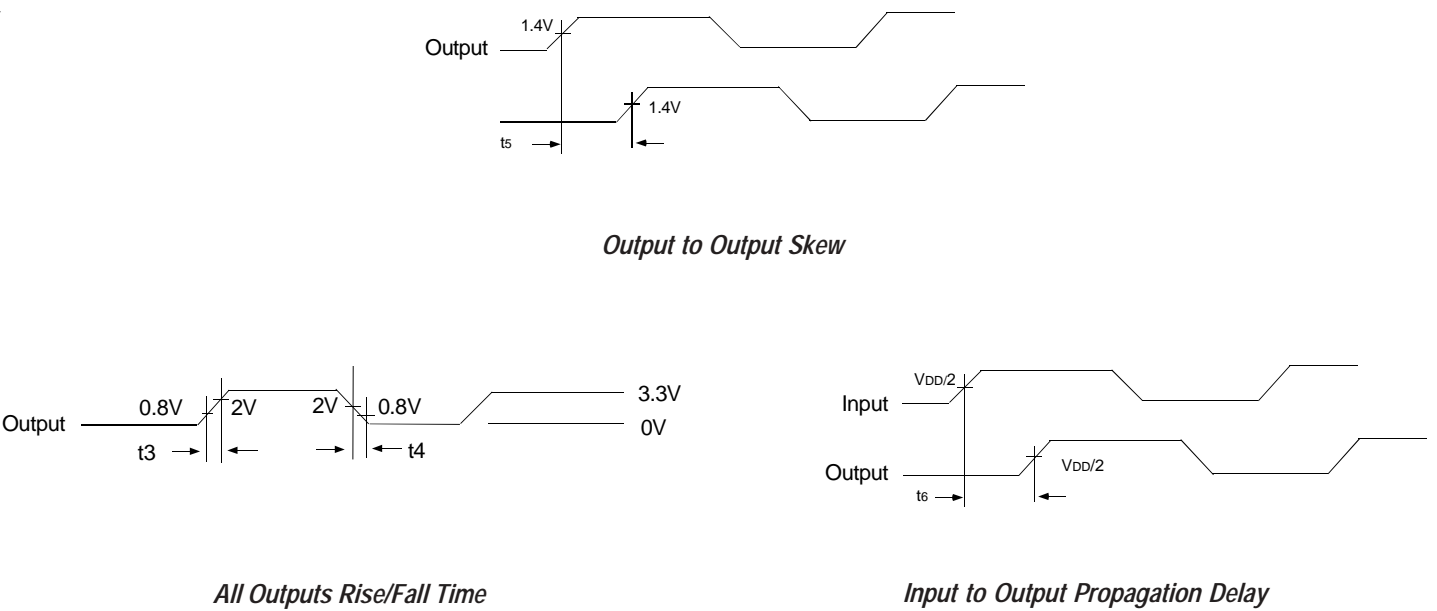 1.4V
Output
1.4V
t5
Output to Output Skew
0.8V 2V 2V 0.8V 3.3V
Output 0V
t3 t4
All Outputs Rise/Fall Time
VDD/2
Input
Output VDD/2
t6
Input to Output Propagation Delay